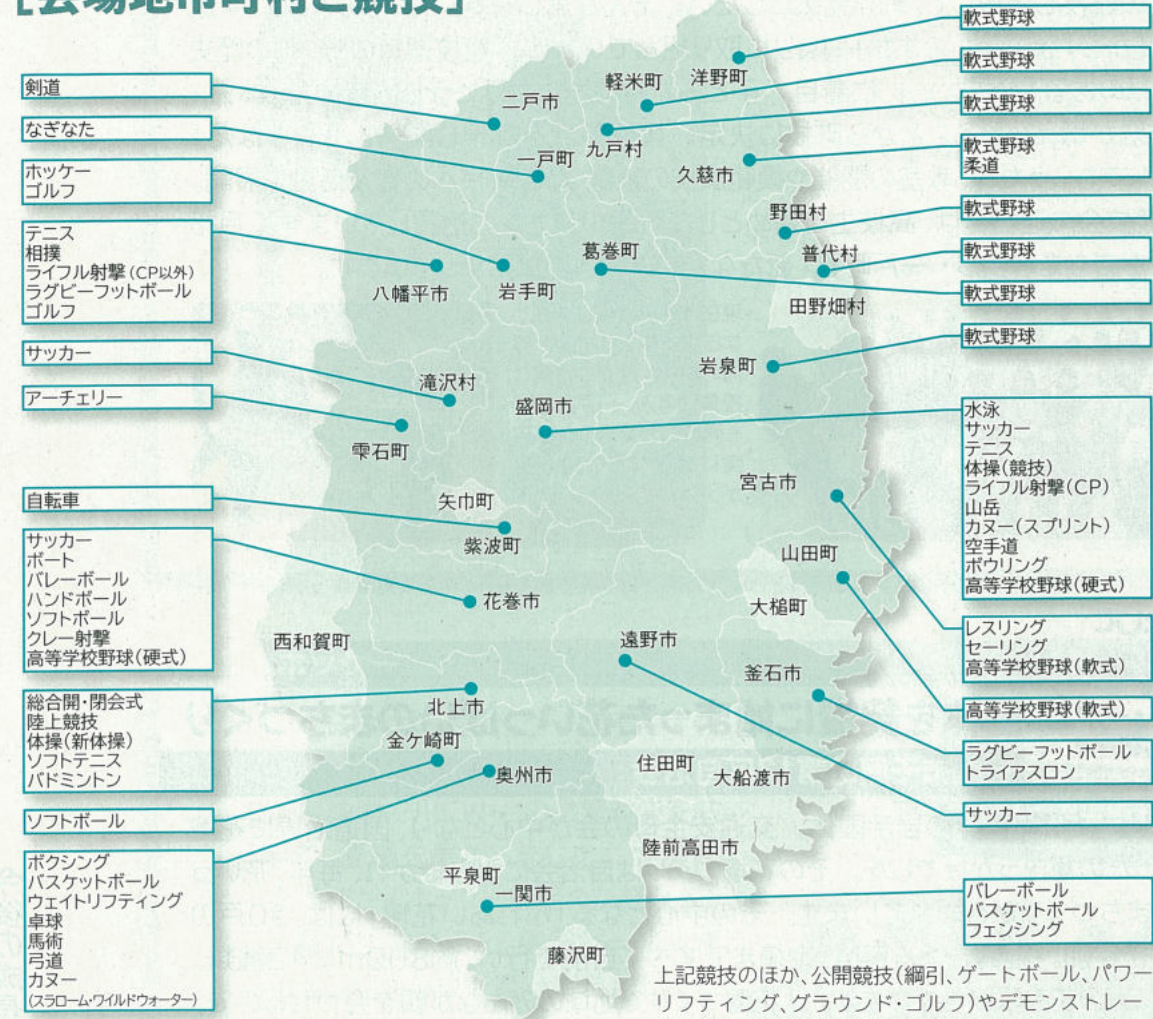 [会場地市町村と競技]
剣道
なぎなた
ホッケー
ゴルフ
テニス
相撲
ライフル射撃(CP以外)
ラグビーフットボール
ゴルフ
サッカー
アーチェリー
自転車
サッカー
ボート
バレーボール
ハンドボール
ソフトボール
クレー射撃
高等学校野球(硬式)
総合開・閉会式
陸上競技
体操(新体操)
ソフトテニス
バドミントン
ソフトボール
ボクシング
バスケットボール
ウェイトリフティング
卓球
馬術
弓道
カヌー
(スラローム・ワイルドウォーター)
洋野町
軽米町
二戸市
九戸村
一戸町
久慈市
野田村
葛巻町
普代村
八幡平市
岩手町
田野畑村
岩泉町
滝沢村
盛岡市
雫石町
宮古市
矢巾町
紫波町
山田町
花巻市
大槌町
西和賀町
遠野市
釜石市
北上市
金ケ崎町
奥州市
住田町
大船渡市
陸前高田市
平泉町
一関市
藤沢町
軟式野球
軟式野球
軟式野球
軟式野球
柔道
軟式野球
軟式野球
軟式野球
軟式野球
水泳
サッカー
テニス
体操(競技)
ライフル射撃(CP)
山岳
カヌー(スプリント)
空手道
ボウリング
高等学校野球(硬式)
レスリング
セーリング
高等学校野球(軟式)
高等学校野球(軟式)
ラグビーフットボール
トライアスロン
サッカー
バレーボール
バスケットボール
フェンシング
上記競技のほか、公開競技(綱引、ゲートボール、パワー
リフティング、グラウンド・ゴルフ)やデモンストレー